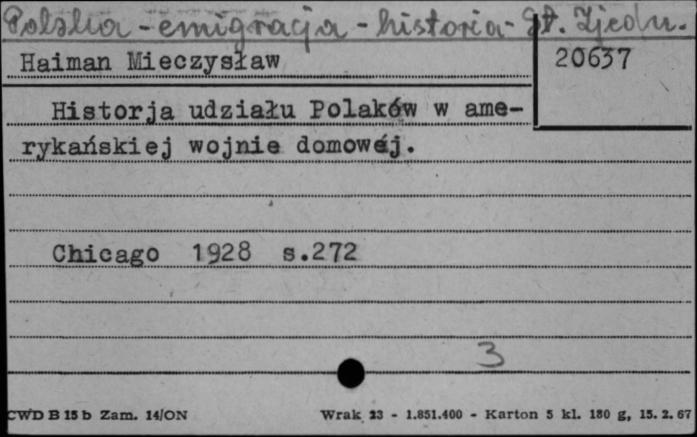 Polska - emigracja - historia - St. Zjedn.
Haiman Mieczysław
20637
Historja udziału Polaków w ame-
rykańskiej wojnie domowéj.
Chicago 1928 s.272
3
CWD B 15 b Zam. 14/ON Wrak 23 - 1.851.400 - Karton 5 kl. 180 g, 15. 2. 67